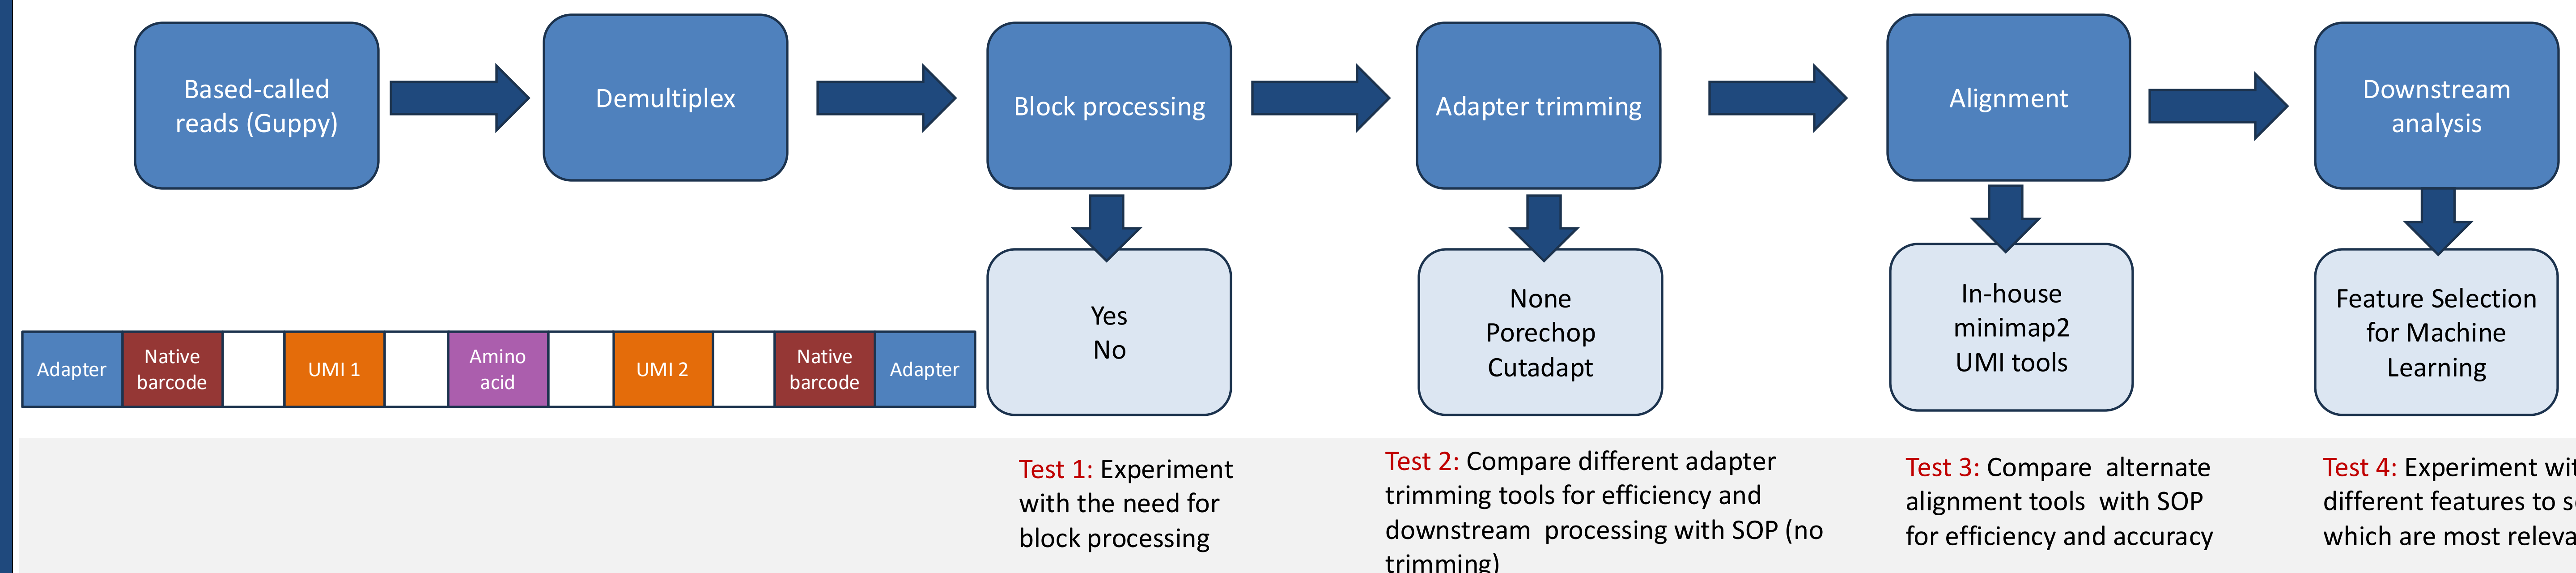 Based-called
reads (Guppy)
Demultiplex
Block processing
Adapter trimming
Alignment
Downstream
analysis
Yes
No
None
Porechop
Cutadapt
In-house
minimap2
UMI tools
Feature Selection
for Machine
Learning
Adapter
Native
barcode
UMI 1
Amino
acid
UMI 2
Native
barcode
Adapter
Test 1: Experiment
with the need for
block processing
Test 2: Compare different adapter
trimming tools for efficiency and
downstream processing with SOP (no
trimming)
Test 3: Compare alternate
alignment tools with SOP
for efficiency and accuracy
Test 4: Experiment
different features to
which are most